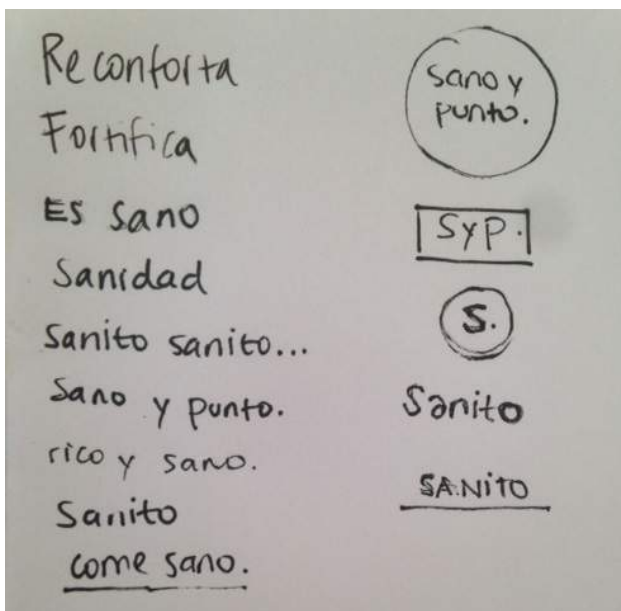 Reconforta
Fortifica
Es sano
Sanidad
Sanito sanito...
Sano y punto.
rico y sano.
Sanito
come sano.
Sano y
punto.
SYP.
S.
Sanito
SANiTO